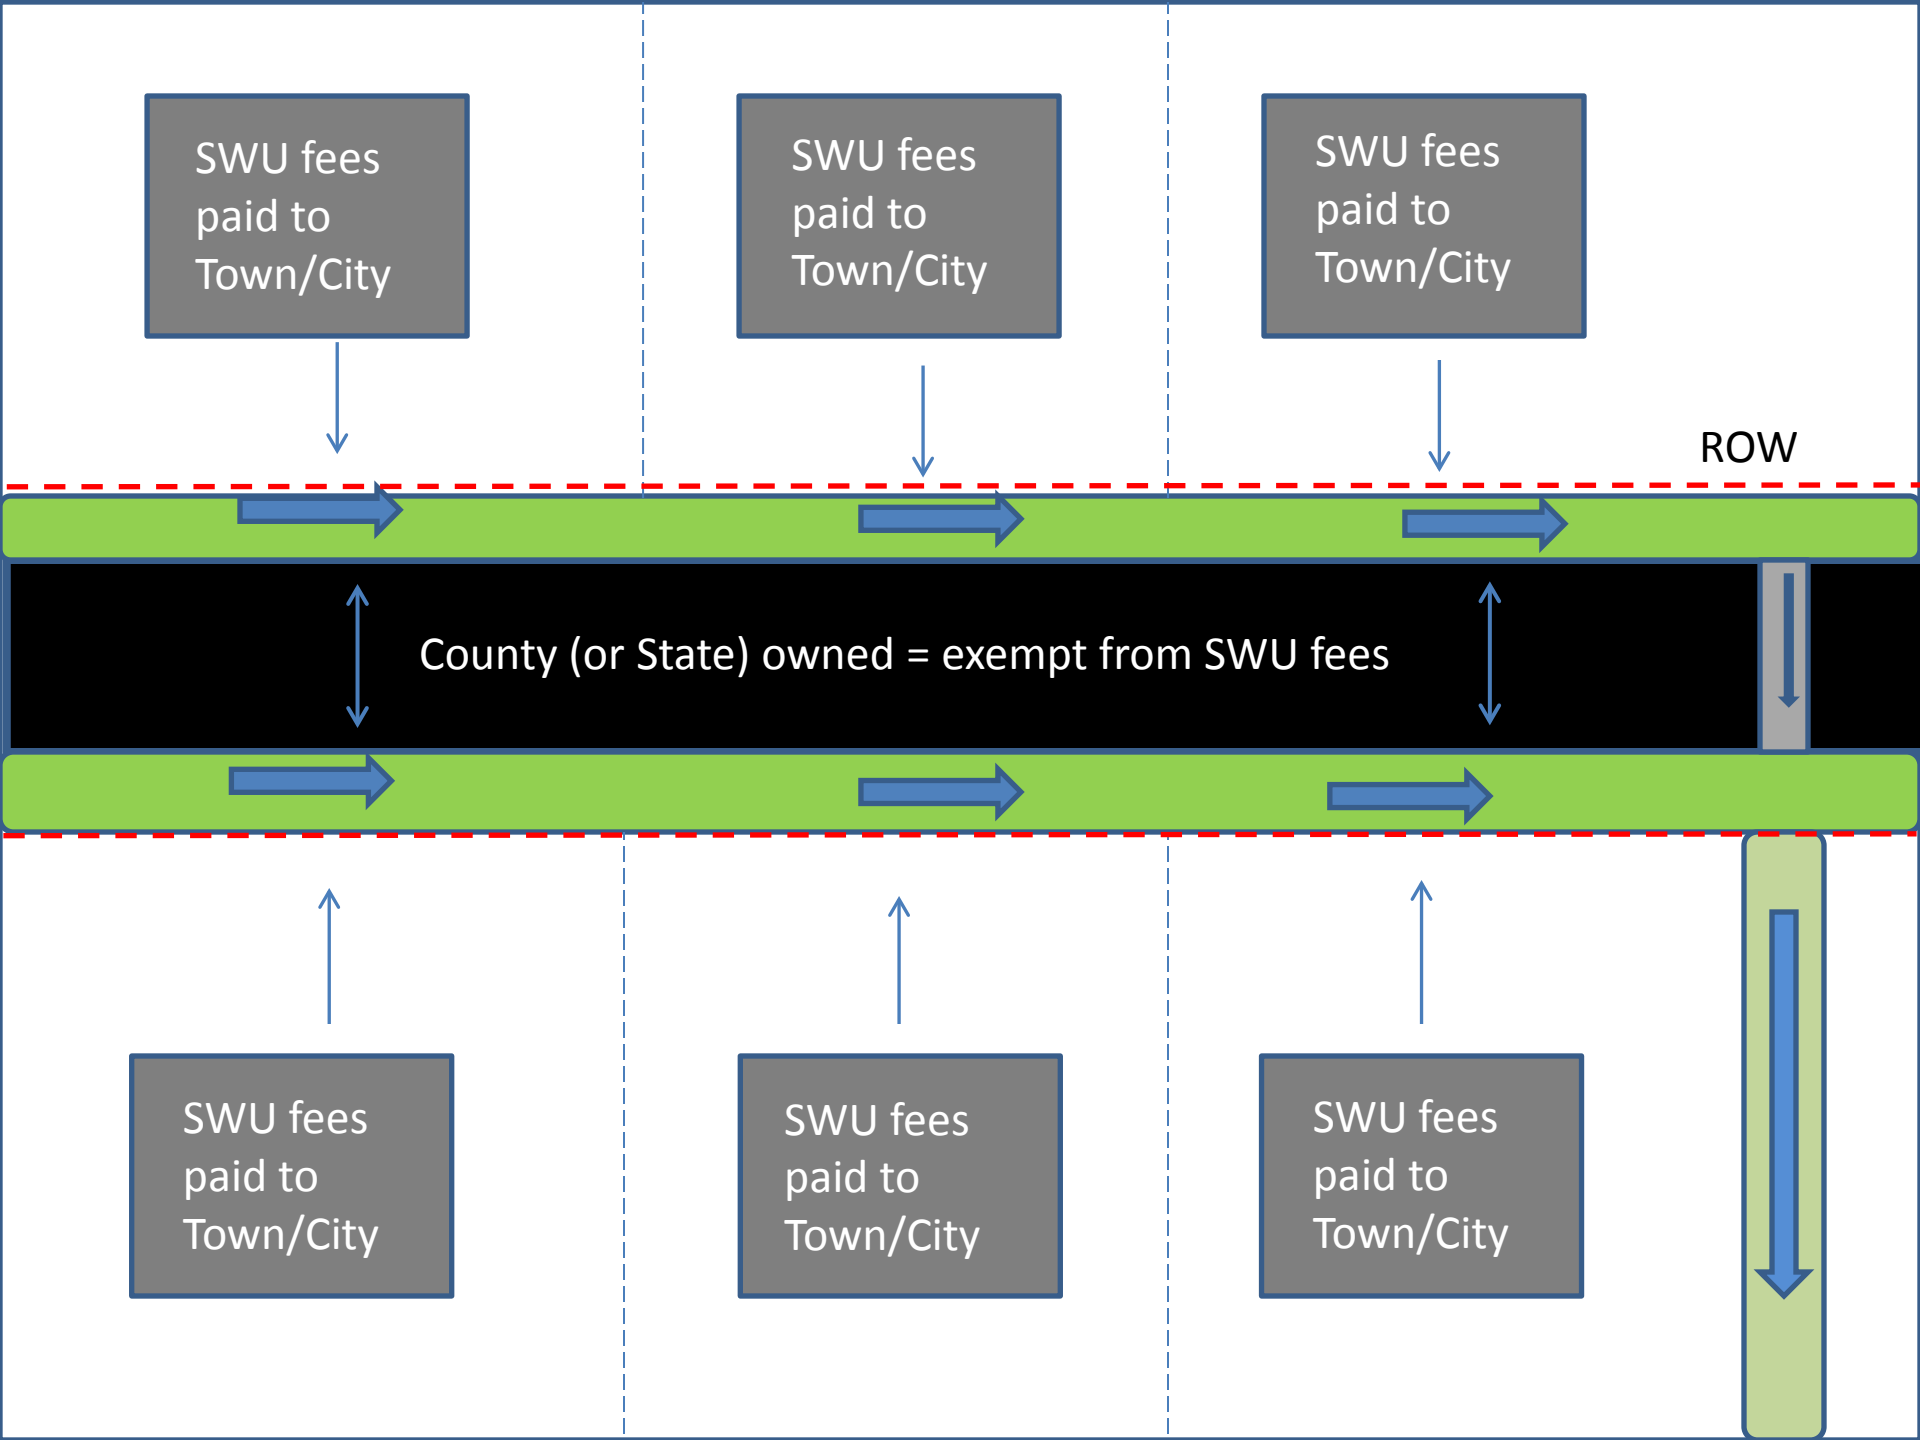 SWU fees
paid to
Town/City
SWU fees
paid to
Town/City
SWU fees
paid to
Town/City
ROW
County (or State) owned = exempt from SWU fees
SWU fees
paid to
Town/City
SWU fees
paid to
Town/City
SWU fees
paid to
Town/City